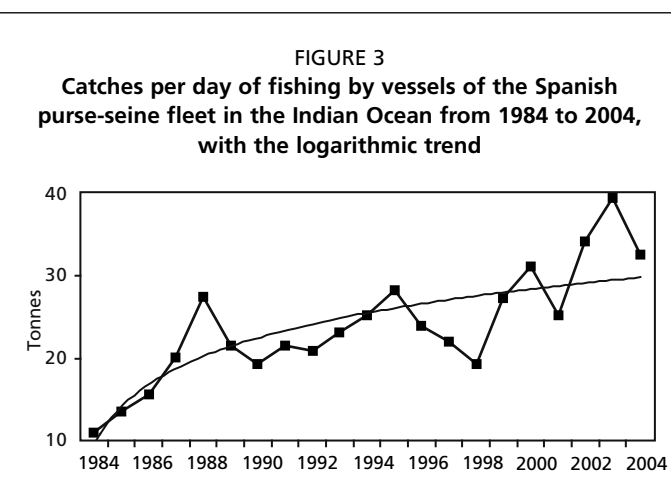 FIGURE 3
Catches per day of fishing by vessels of the Spanish
purse-seine fleet in the Indian Ocean from 1984 to 2004,
with the logarithmic trend
40
30
20
10
Tonnes
1984 1986 1988 1990 1992 1994 1996 1998 2000 2002 2004